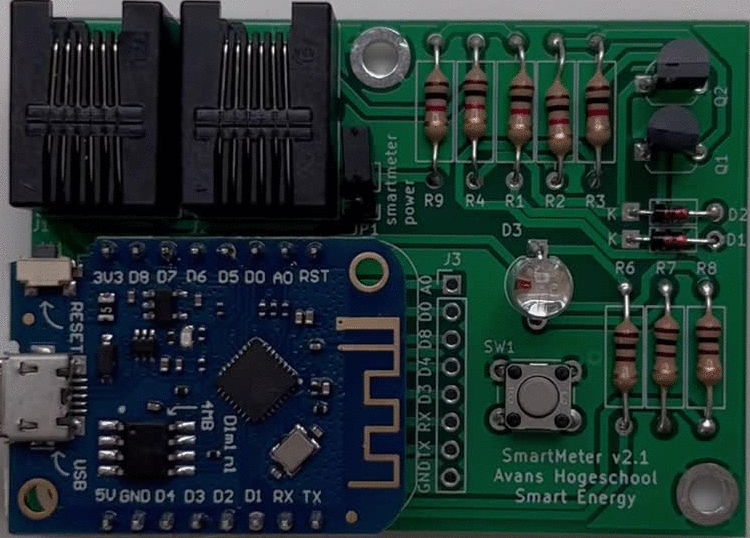 Q2
Q1
smartmeter
power
R9 R4 R1 R2 R3
J1
JP1
K D2
K D1
D3
3V3 D8 D7 D6 D5 D0 A0 RST
J3
R6 R7 R8
RESET
A0
D0
D8
D4
D3
RX
TX
GND
SW1
4MB
D1mini
USB
5V GND D4 D3 D2 D1 RX TX
SmartMeter v2.1
Avans Hogeschool
Smart Energy